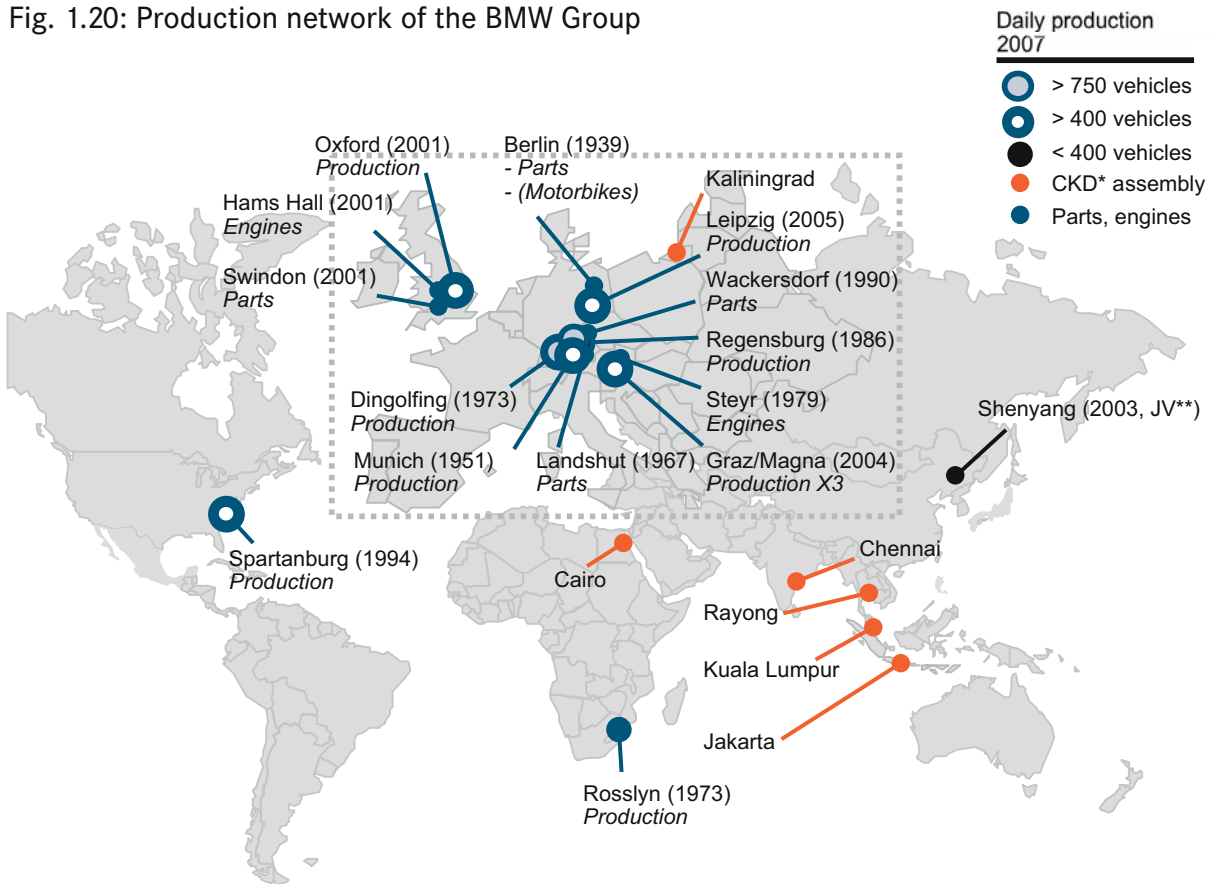 Fig. 1.20: Production network of the BMW Group
Daily production
2007
> 750 vehicles
> 400 vehicles
< 400 vehicles
CKD* assembly
Parts, engines
Oxford (2001)
Production
Berlin (1939)
- Parts
- (Motorbikes)
Kaliningrad
Hams Hall (2001)
Engines
Leipzig (2005)
Production
Swindon (2001)
Parts
Wackersdorf (1990)
Parts
Regensburg (1986)
Production
Dingolfing (1973)
Production
Steyr (1979)
Engines
Shenyang (2003, JV**)
Munich (1951)
Production
Landshut (1967)
Parts
Graz/Magna (2004)
Production X3
Spartanburg (1994)
Production
Cairo
Chennai
Rayong
Kuala Lumpur
Jakarta
Rosslyn (1973)
Production